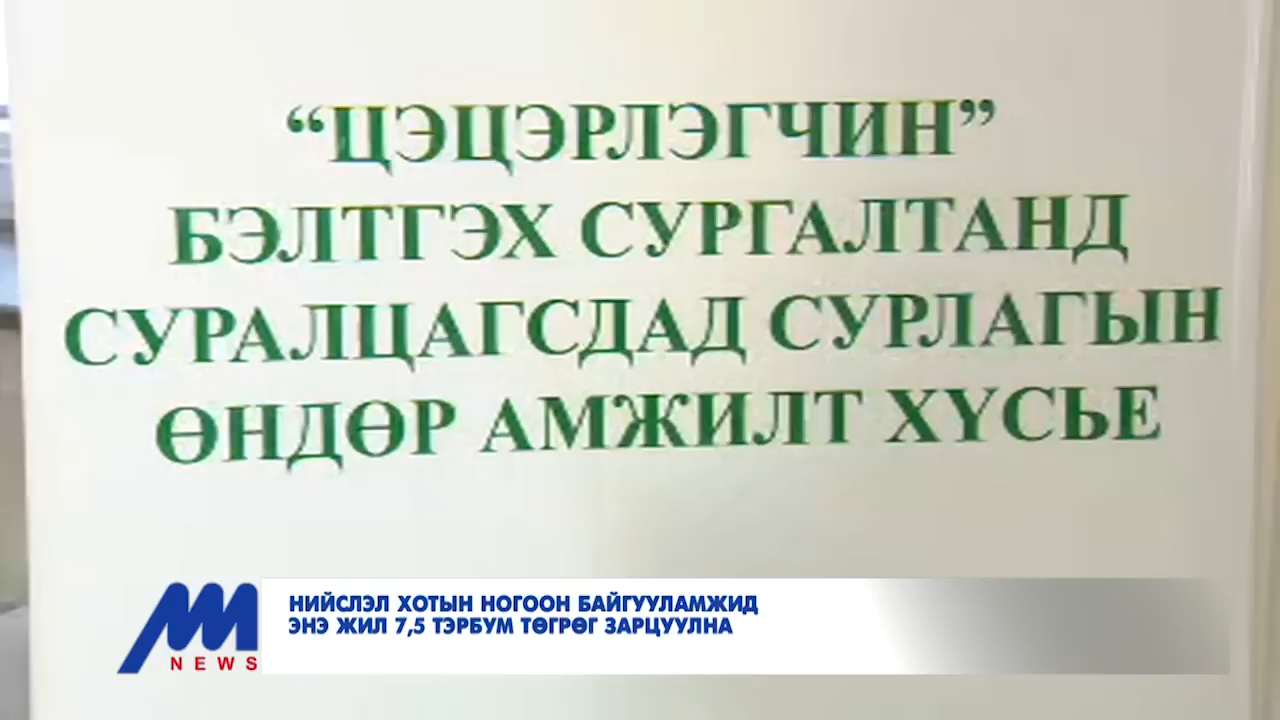 “ЦЭЦЭРЛЭГЧИН”
БЭЛТГЭХ СУРГАЛТАНД
СУРАЛЦАГСДАД СУРЛАГЫН
ӨНДӨР АМЖИЛТ ХҮСЬЕ
НИЙСЛЭЛ ХОТЫН НОГООН БАЙГУУЛАМЖИД
ЭНЭ ЖИЛ 7,5 ТЭРБУМ ТӨГРӨГ ЗАРЦУУЛНА
NEWS